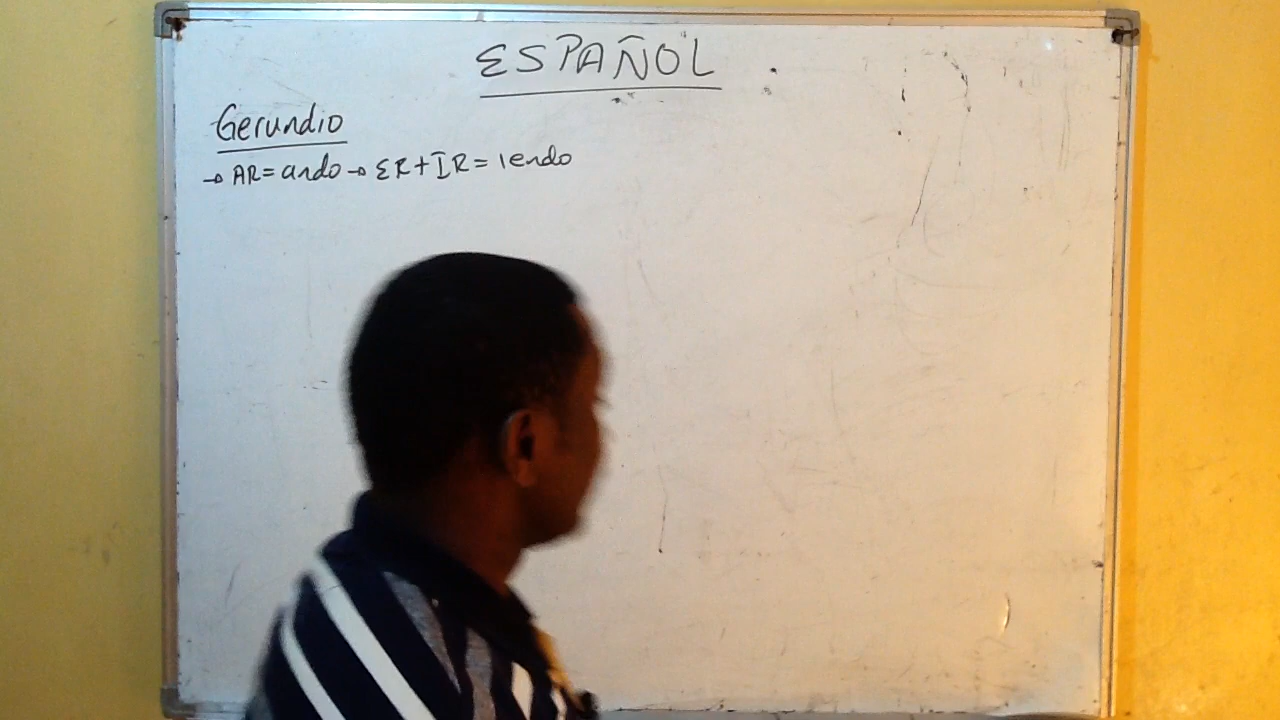 ESPAÑOL
Gerundio
→ AR = ando → ER + IR = iendo